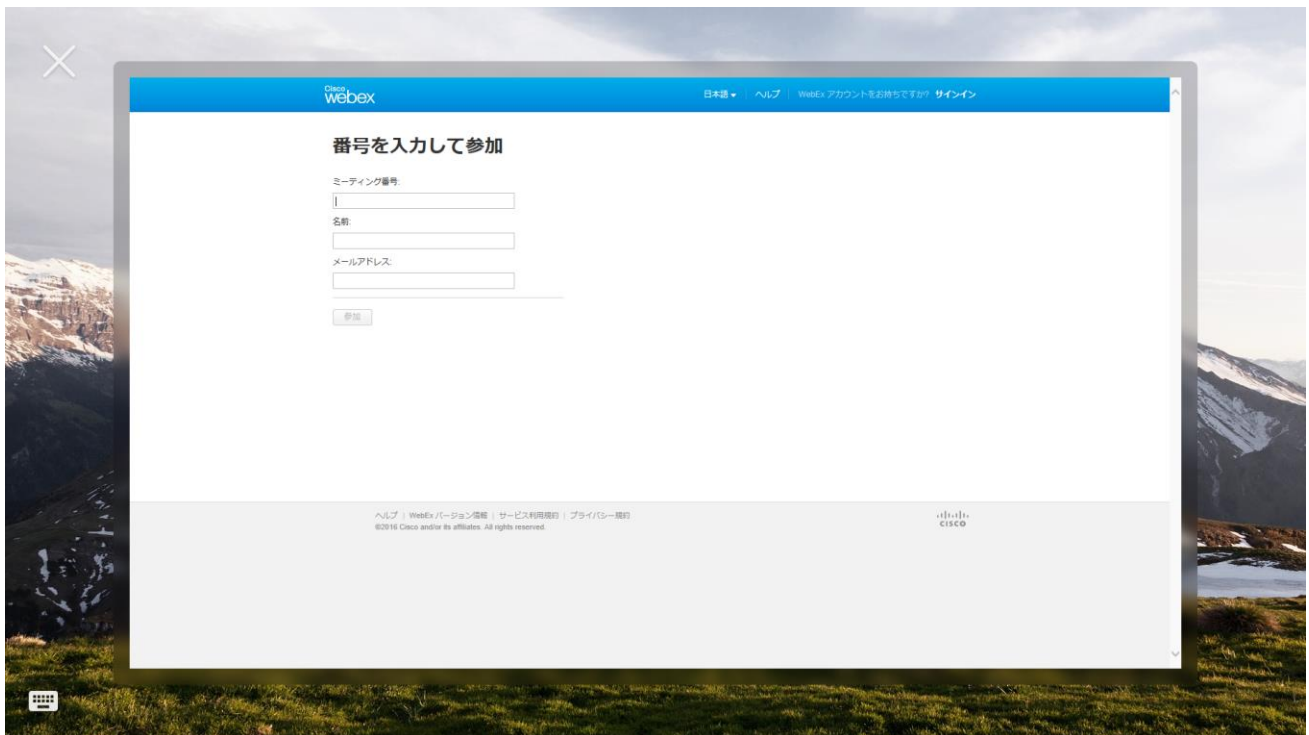 Cisco
webex
日本語 ヘルプ WebEx アカウントをお持ちですか? サインイン
番号を入力して参加
ミーティング番号:
名前:
メールアドレス:
参加
ヘルプ | WebEx バージョン情報 | サービス利用規約 | プライバシー規約
©2016 Cisco and/or its affiliates. All rights reserved.
CISCO